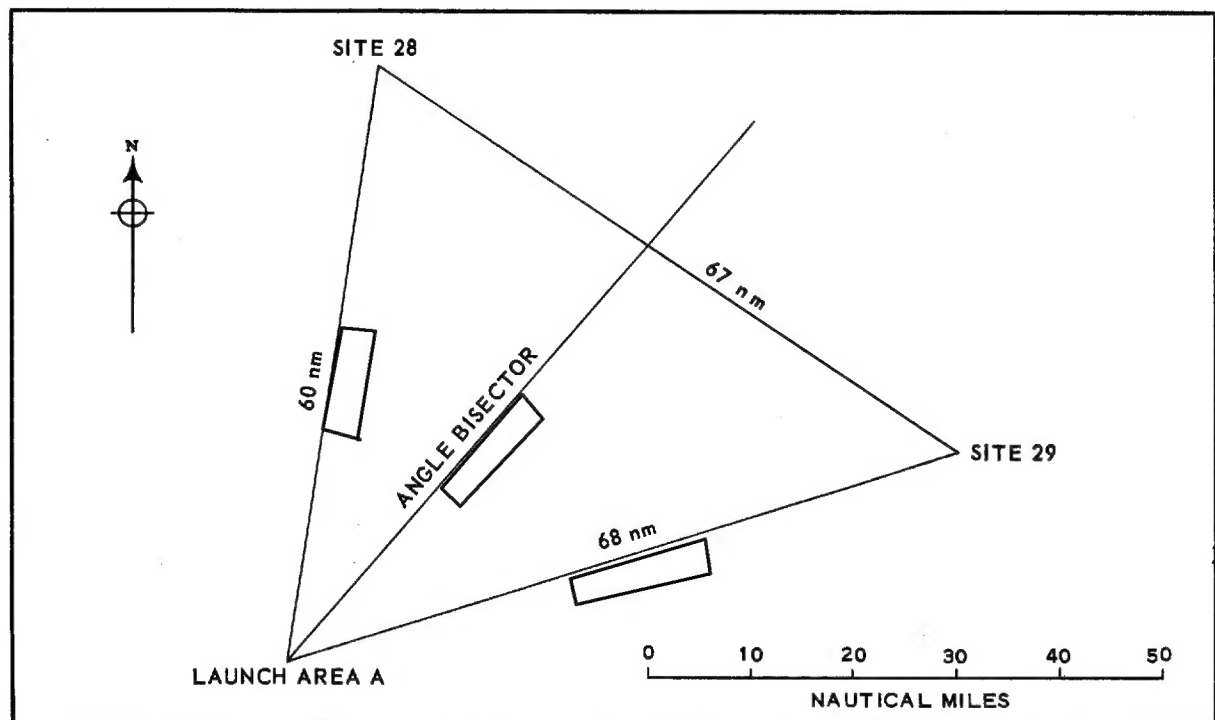 SITE 28
N
67 nm
60 nm
ANGLE BISECTOR
SITE 29
68 nm
LAUNCH AREA A
0 10 20 30 40 50
NAUTICAL MILES